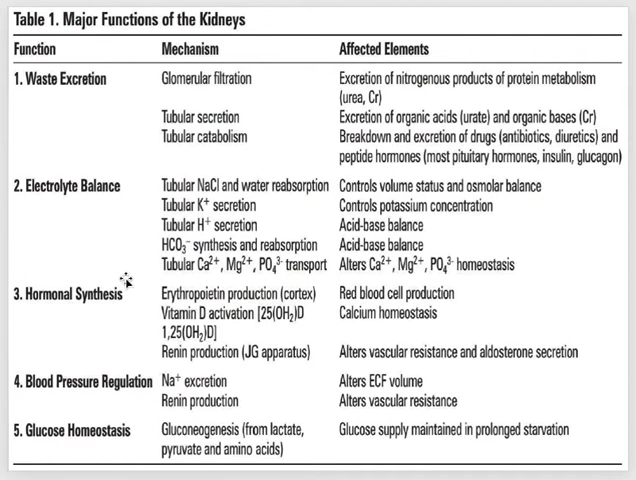 Table 1. Major Functions of the Kidneys
Function Mechanism Affected Elements
1. Waste Excretion Glomerular filtration Excretion of nitrogenous products of protein metabolism
(urea, Cr)
Tubular secretion Excretion of organic acids (urate) and organic bases (Cr)
Tubular catabolism Breakdown and excretion of drugs (antibiotics, diuretics) and
peptide hormones (most pituitary hormones, insulin, glucagon)
2. Electrolyte Balance Tubular NaCl and water reabsorption Controls volume status and osmolar balance
Tubular K⁺ secretion Controls potassium concentration
Tubular H⁺ secretion Acid-base balance
HCO₃⁻ synthesis and reabsorption Acid-base balance
Tubular Ca²⁺, Mg²⁺, PO₄³⁻ transport Alters Ca²⁺, Mg²⁺, PO₄³⁻ homeostasis
3. Hormonal Synthesis Erythropoietin production (cortex) Red blood cell production
Vitamin D activation [25(OH₂)D Calcium homeostasis
1,25(OH₂)D]
Renin production (JG apparatus) Alters vascular resistance and aldosterone secretion
4. Blood Pressure Regulation Na⁺ excretion Alters ECF volume
Renin production Alters vascular resistance
5. Glucose Homeostasis Gluconeogenesis (from lactate, Glucose supply maintained in prolonged starvation
pyruvate and amino acids)